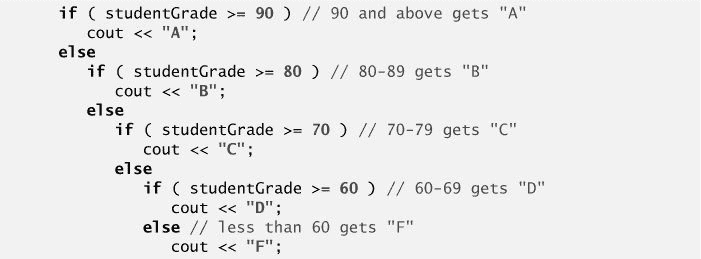 if ( studentGrade >= 90 ) // 90 and above gets "A"
cout << "A";
else
if ( studentGrade >= 80 ) // 80-89 gets "B"
cout << "B";
else
if ( studentGrade >= 70 ) // 70-79 gets "C"
cout << "C";
else
if ( studentGrade >= 60 ) // 60-69 gets "D"
cout << "D";
else // less than 60 gets "F"
cout << "F";